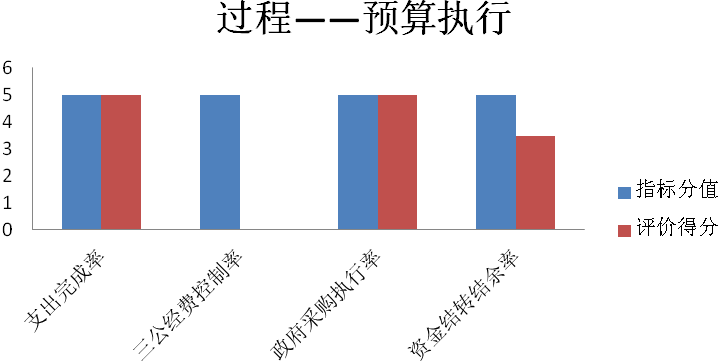 过程——预算执行
6
5
4
3
2
1
0
支出完成率
三公经费控制率
政府采购执行率
资金结转结余率
指标分值
评价得分